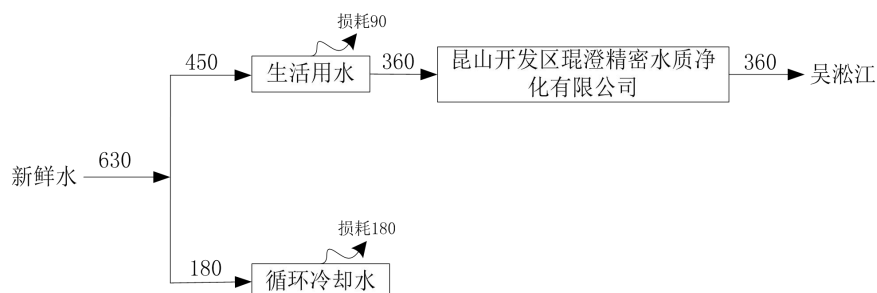 损耗90
450
生活用水
360
昆山开发区琨澄精密水质净
化有限公司
360
吴淞江
新鲜水
630
损耗180
180
循环冷却水